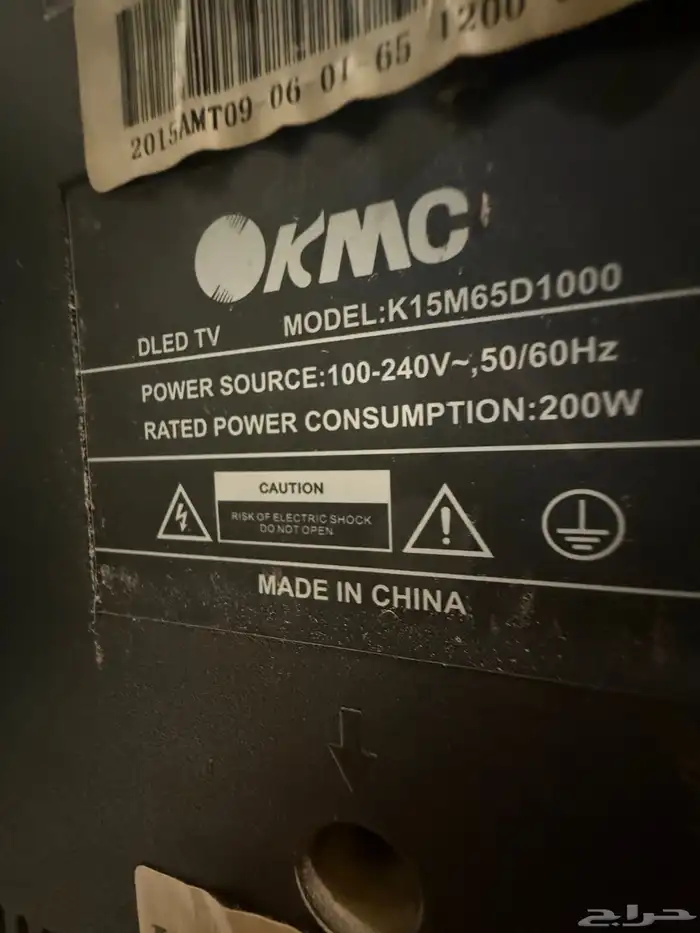 2015AMT09-06-01-65 1200
KMC
DLED TV MODEL:K15M65D1000
POWER SOURCE:100-240V~,50/60Hz
RATED POWER CONSUMPTION:200W
CAUTION
RISK OF ELECTRIC SHOCK
DO NOT OPEN
MADE IN CHINA
حراج